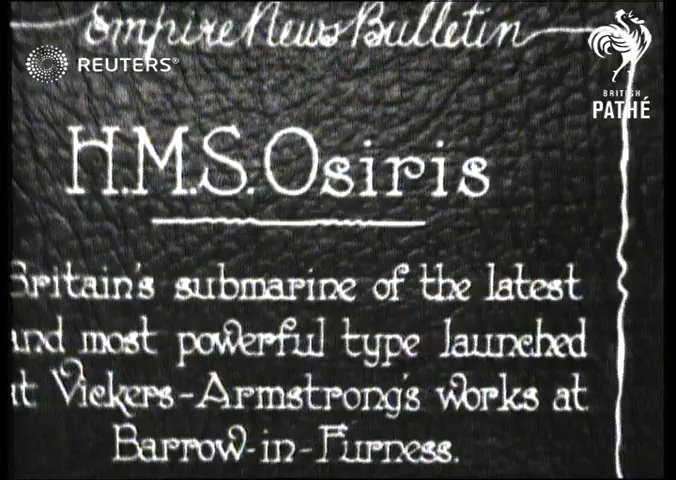 Empire News Bulletin
REUTERS®
BRITISH
PATHÉ
H.M.S. Osiris
Britain's submarine of the latest
and most powerful type launched
at Vickers-Armstrong's works at
Barrow-in-Furness.